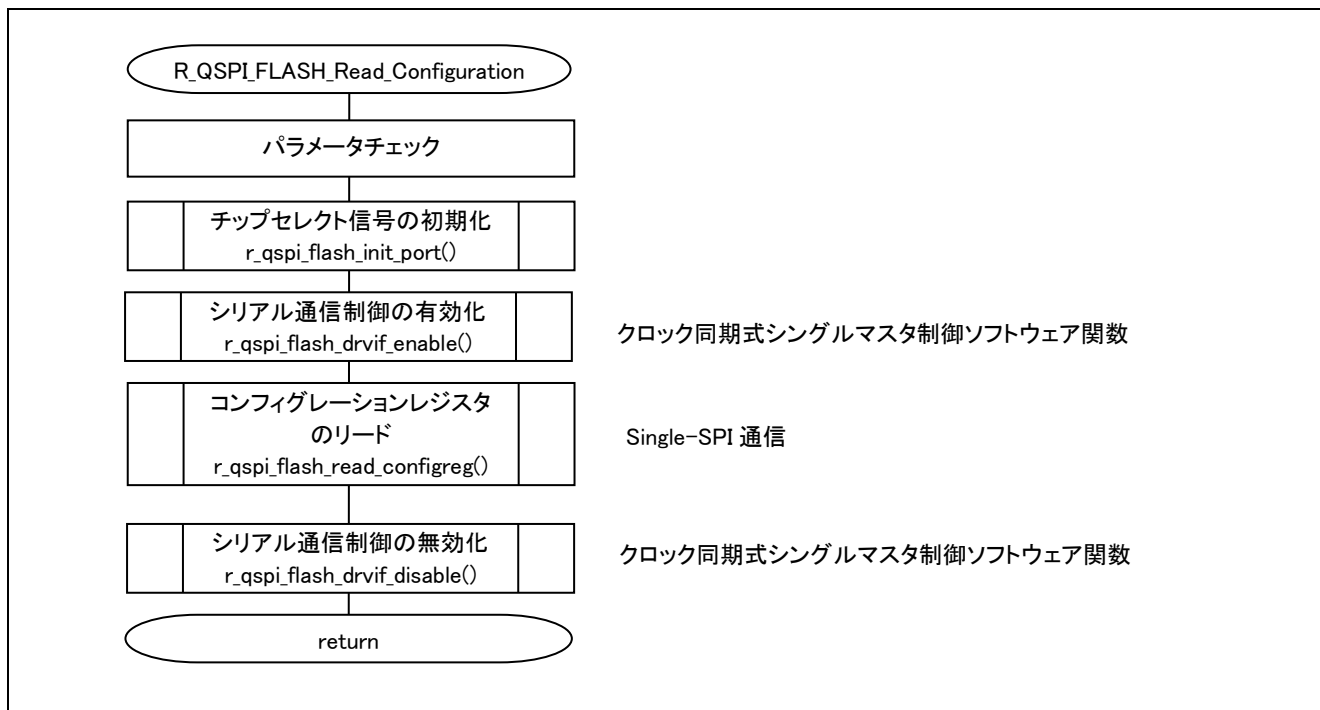 R_QSPI_FLASH_Read_Configuration
パラメータチェック
チップセレクト信号の初期化
r_qspi_flash_init_port()
シリアル通信制御の有効化
r_qspi_flash_drvif_enable()
クロック同期式シングルマスタ制御ソフトウェア関数
コンフィグレーションレジスタ
のリード
r_qspi_flash_read_configreg()
Single-SPI 通信
シリアル通信制御の無効化
r_qspi_flash_drvif_disable()
クロック同期式シングルマスタ制御ソフトウェア関数
return